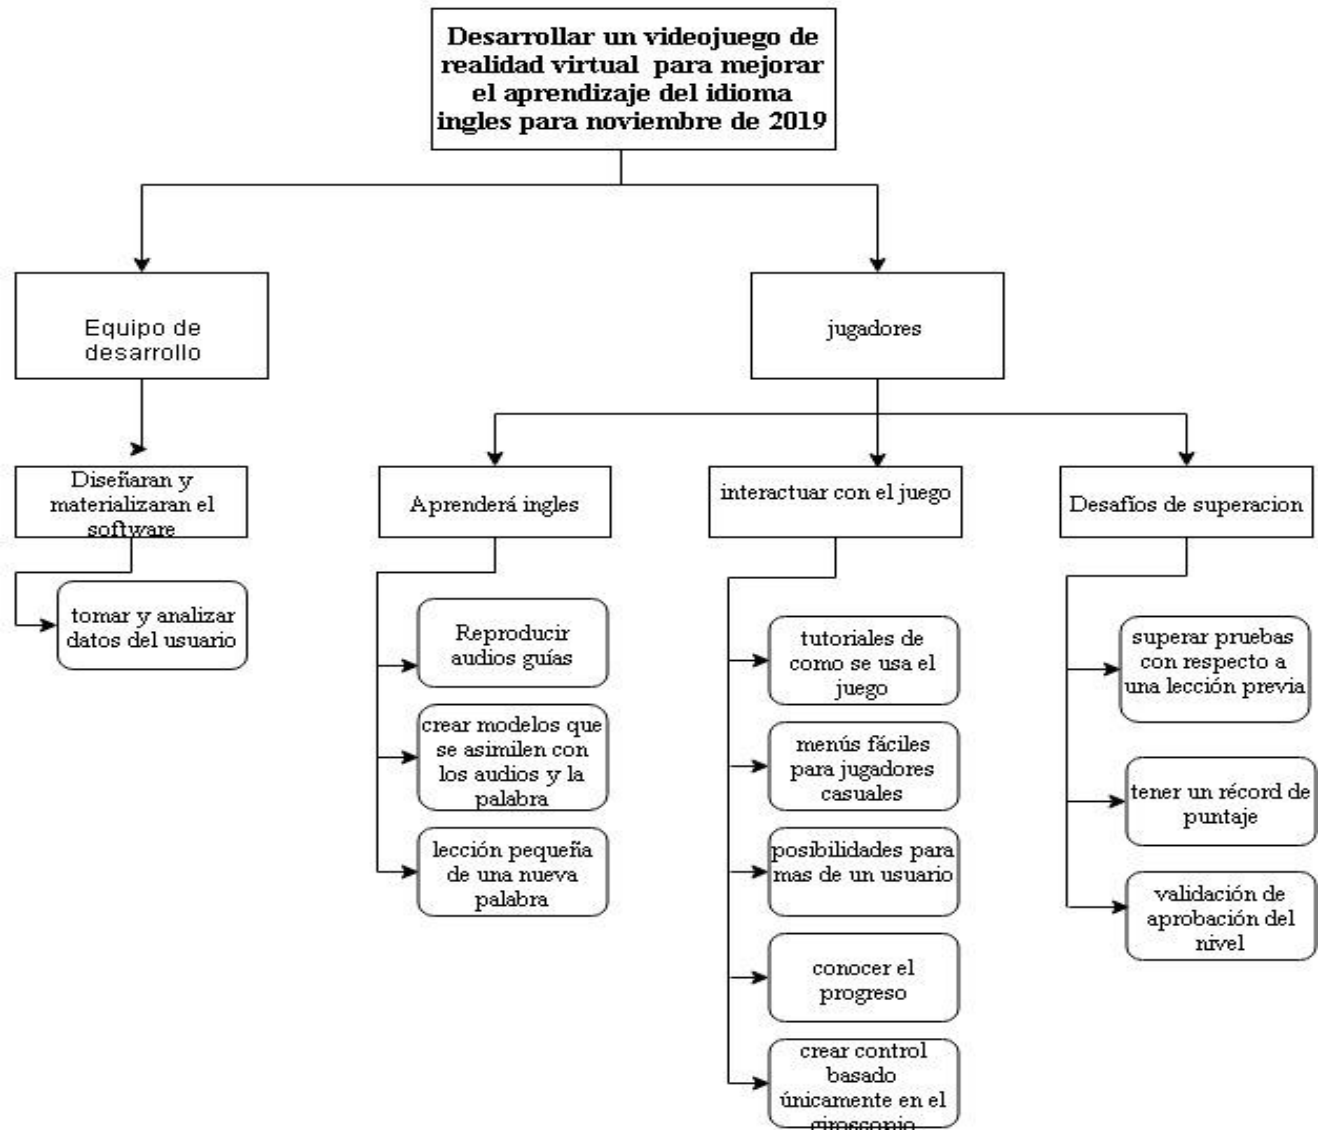 Desarrollar un videojuego de
realidad virtual para mejorar
el aprendizaje del idioma
ingles para noviembre de 2019
Equipo de
desarrollo
jugadores
Diseñaran y
materializaran el
software
Aprenderá ingles
interactuar con el juego
Desafíos de superacion
tomar y analizar
datos del usuario
Reproducir
audios guías
crear modelos que
se asimilen con
los audios y la
palabra
lección pequeña
de una nueva
palabra
tutoriales de
como se usa el
juego
menús fáciles
para jugadores
casuales
posibilidades para
mas de un usuario
conocer el
progreso
crear control
basado
únicamente en el
giroscopio
superar pruebas
con respecto a
una lección previa
tener un récord de
puntaje
validación de
aprobación del
nivel